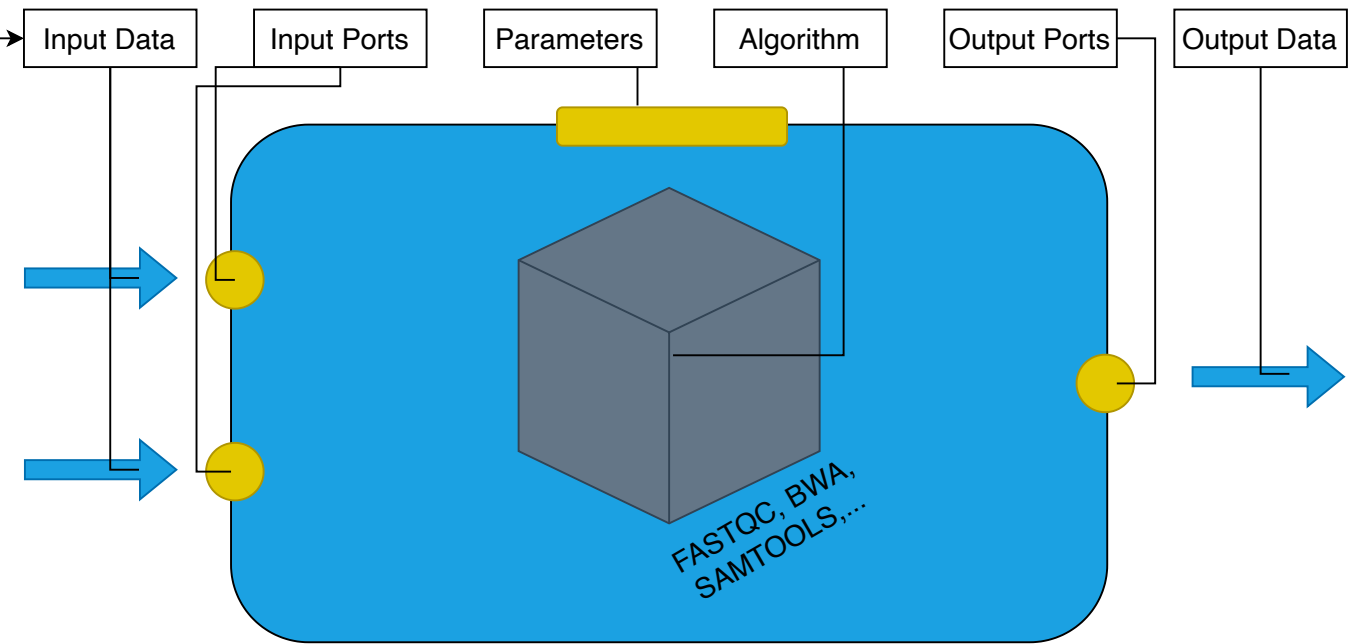 Input Data
Input Ports
Parameters
Algorithm
Output Ports
Output Data
FASTQC, BWA,
SAMTOOLS,...